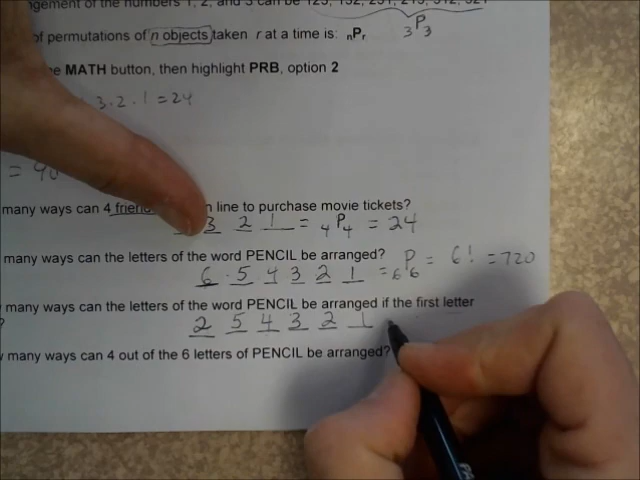 ngement of the numbers 1, 2, and 3 can be 123, 132, 231, 213, 312, 321
3P3
of permutations of n objects taken r at a time is: nPr
e MATH button, then highlight PRB, option 2
3 · 2 · 1 = 24
many ways can 4 n line to purchase movie tickets?
3 2 1 = 4P4 = 24
many ways can the letters of the word PENCIL be arranged?
6 · 5 4 3 2 1 = 6P6 = 6! = 720
many ways can the letters of the word PENCIL be arranged if the first letter
2 5 4 3 2 1
many ways can 4 out of the 6 letters of PENCIL be arranged?